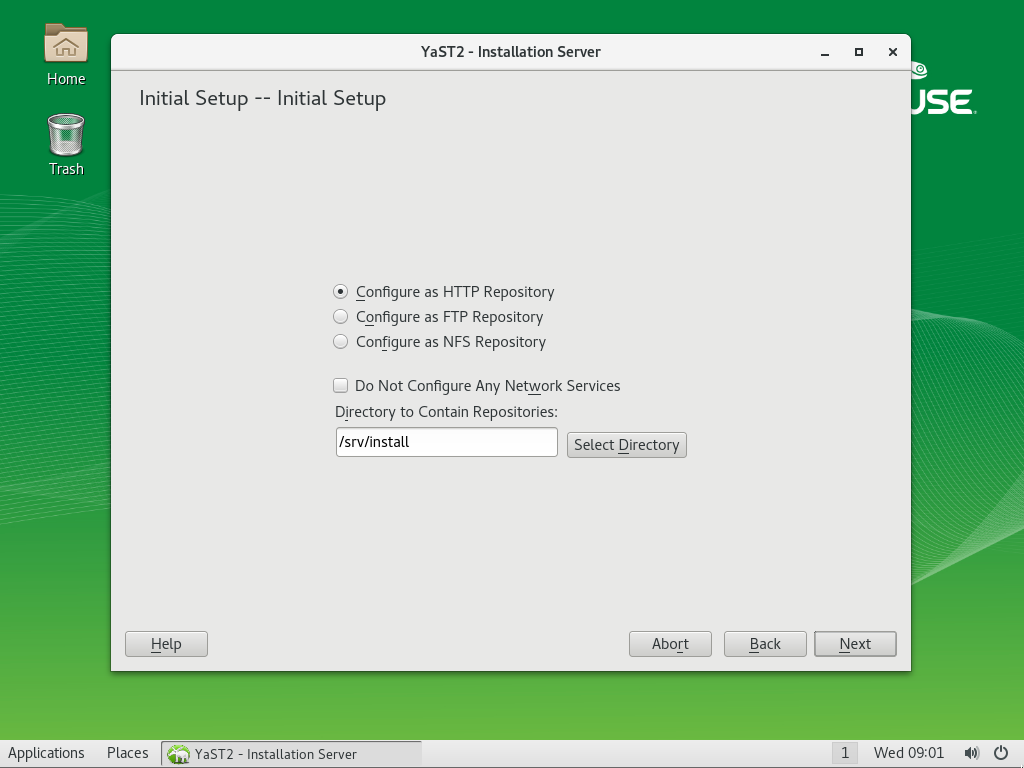 Home
Trash
YaST2 - Installation Server
USE
Initial Setup -- Initial Setup
Configure as HTTP Repository
Configure as FTP Repository
Configure as NFS Repository
Do Not Configure Any Network Services
Directory to Contain Repositories:
/srv/install
Select Directory
Help
Abort
Back
Next
Applications
Places
YaST2 - Installation Server
1
Wed 09:01